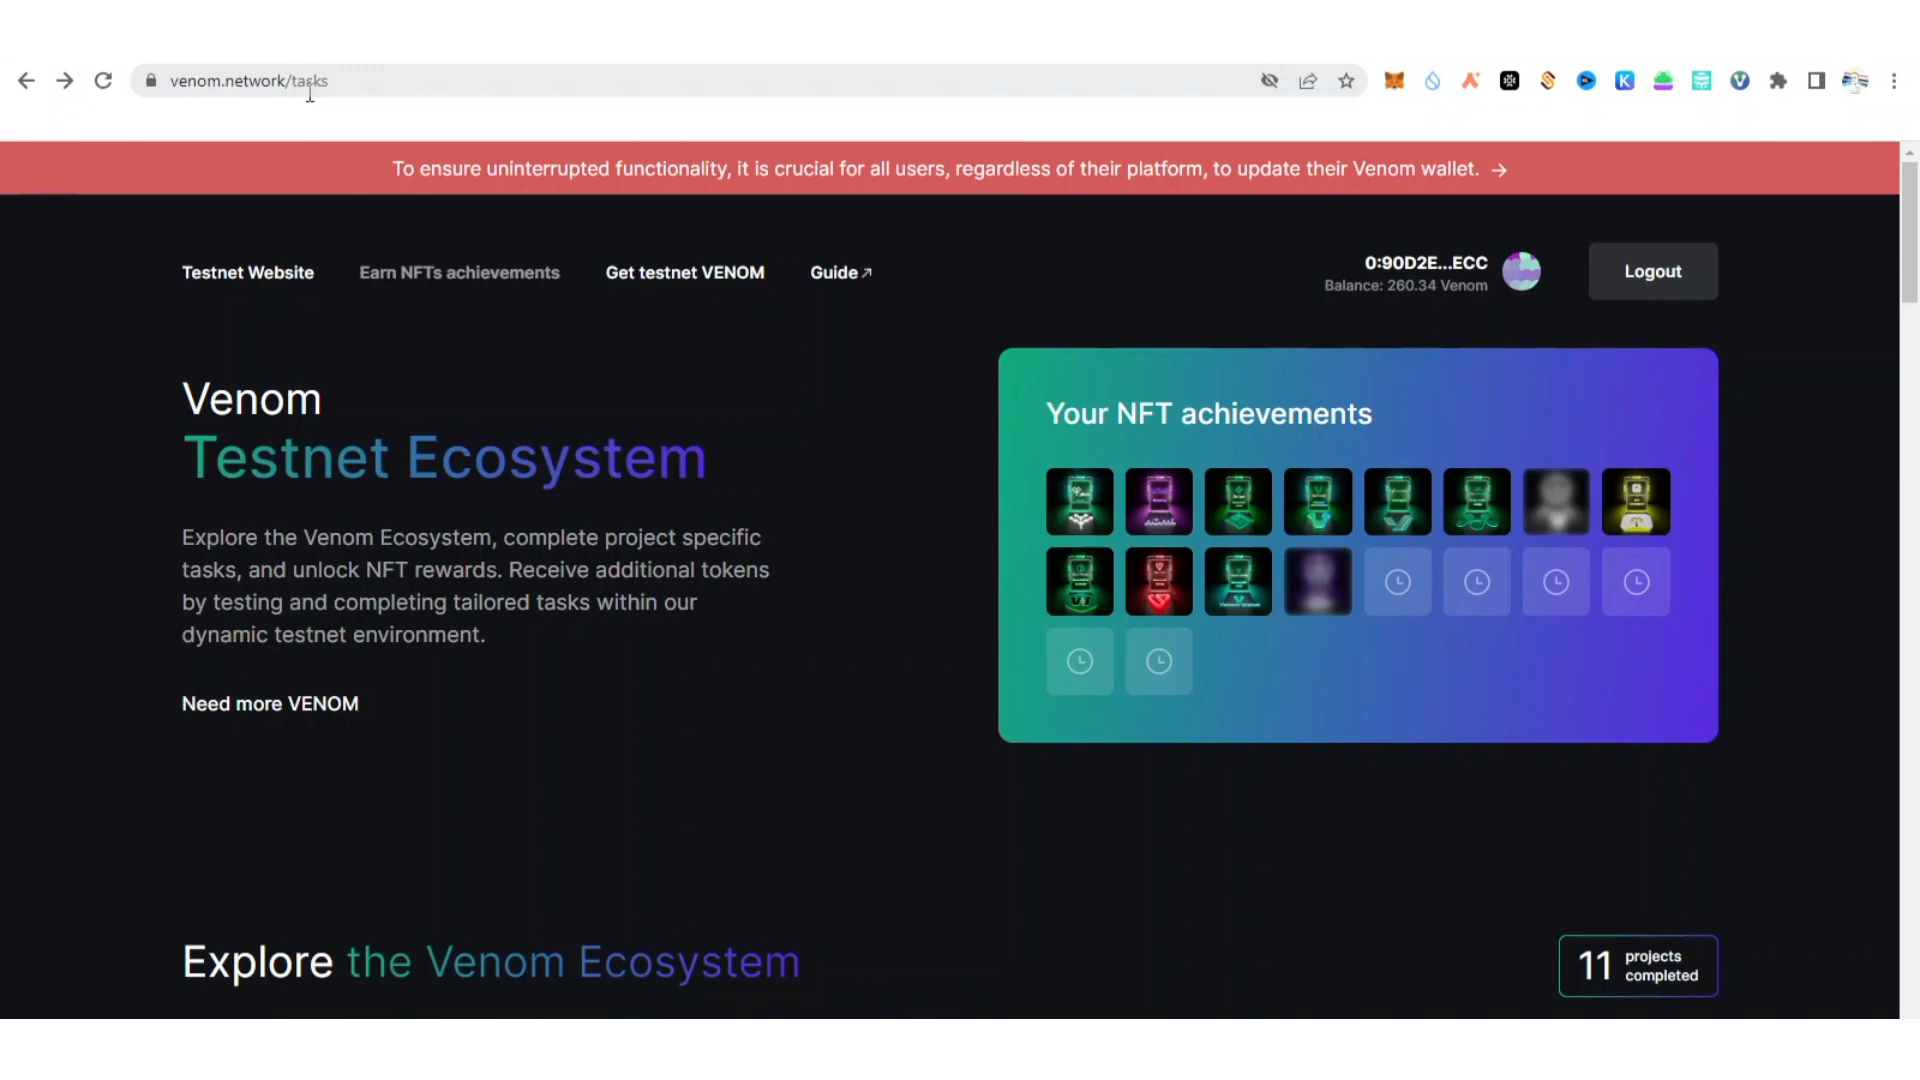 venom.network/tasks
To ensure uninterrupted functionality, it is crucial for all users, regardless of their platform, to update their Venom wallet. →
Testnet Website
Earn NFTs achievements
Get testnet VENOM
Guide ↗
0:90D2E...ECC
Balance: 260.34 Venom
Logout
Venom
Testnet Ecosystem
Explore the Venom Ecosystem, complete project specific
tasks, and unlock NFT rewards. Receive additional tokens
by testing and completing tailored tasks within our
dynamic testnet environment.
Need more VENOM
Your NFT achievements
Explore the Venom Ecosystem
11 projects
completed